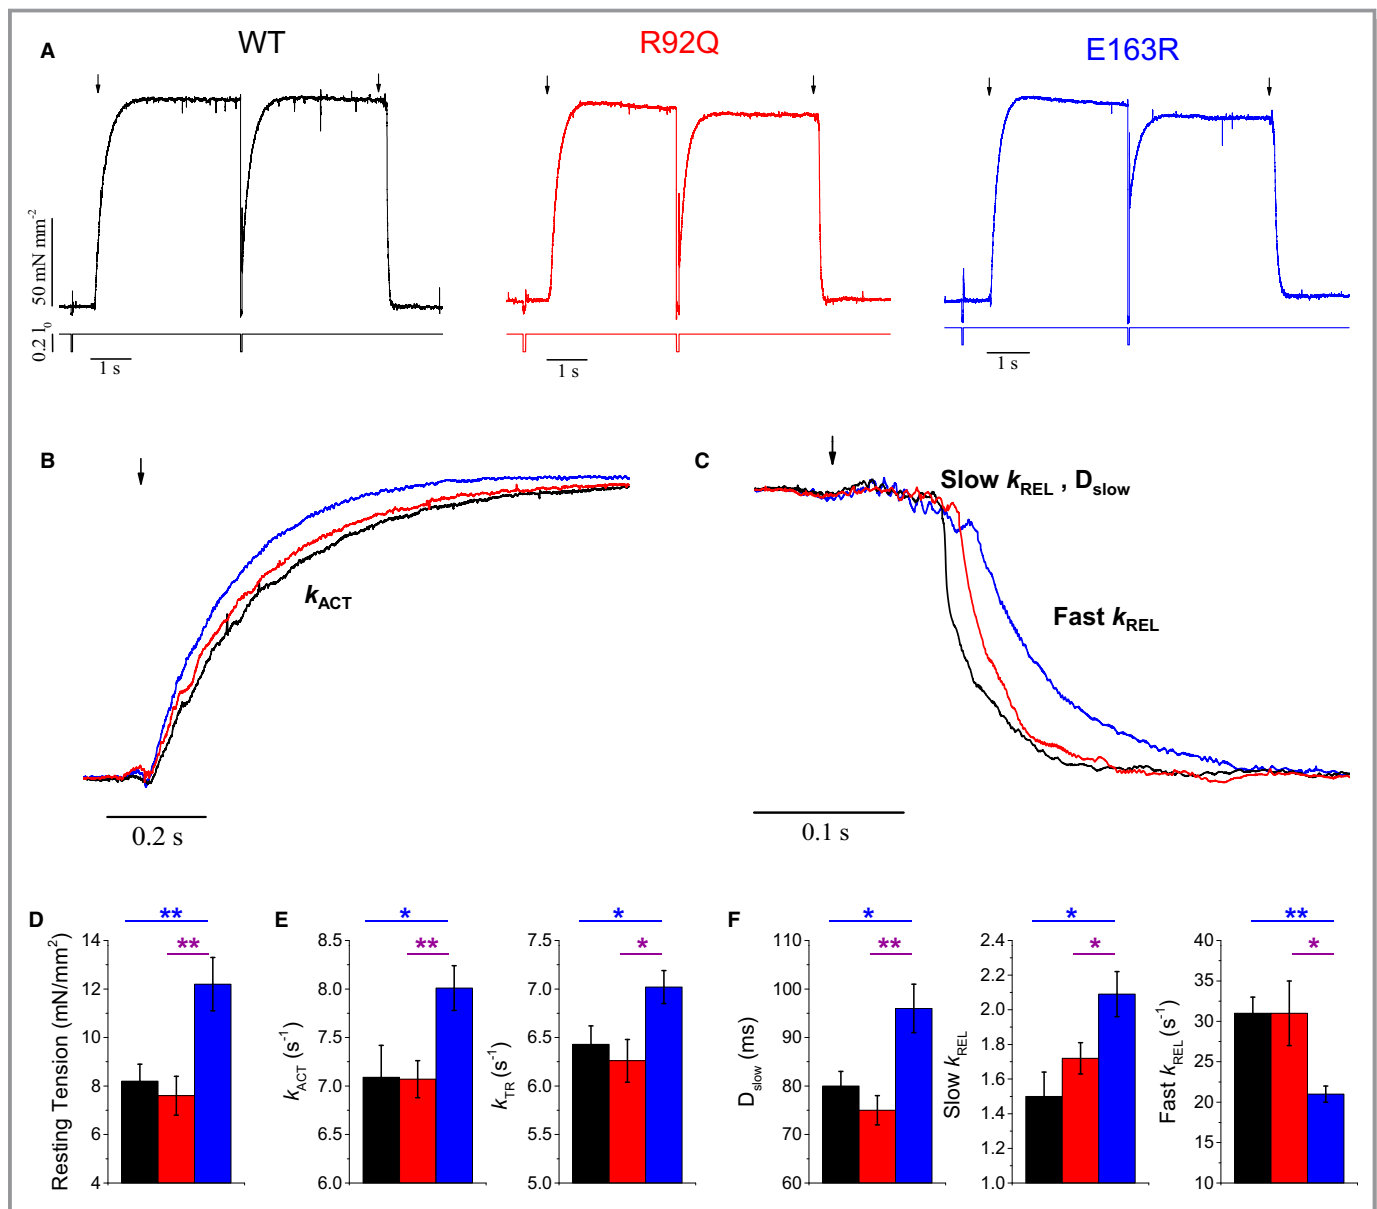 A
WT
R92Q
E163R
50 mN mm-2
0.2 l0
1 s
1 s
1 s
B
kACT
0.2 s
C
Slow kREL , Dslow
Fast kREL
0.1 s
D
**
**
Resting Tension (mN/mm2)
14
12
10
8
6
4
E
*
**
kACT (s-1)
8.5
8.0
7.5
7.0
6.5
6.0
*
*
kTR (s-1)
7.5
7.0
6.5
6.0
5.5
5.0
F
*
**
Dslow (ms)
110
100
90
80
70
60
*
*
Slow kREL
2.4
2.2
2.0
1.8
1.6
1.4
1.2
1.0
**
*
Fast kREL (s-1)
40
35
30
25
20
15
10